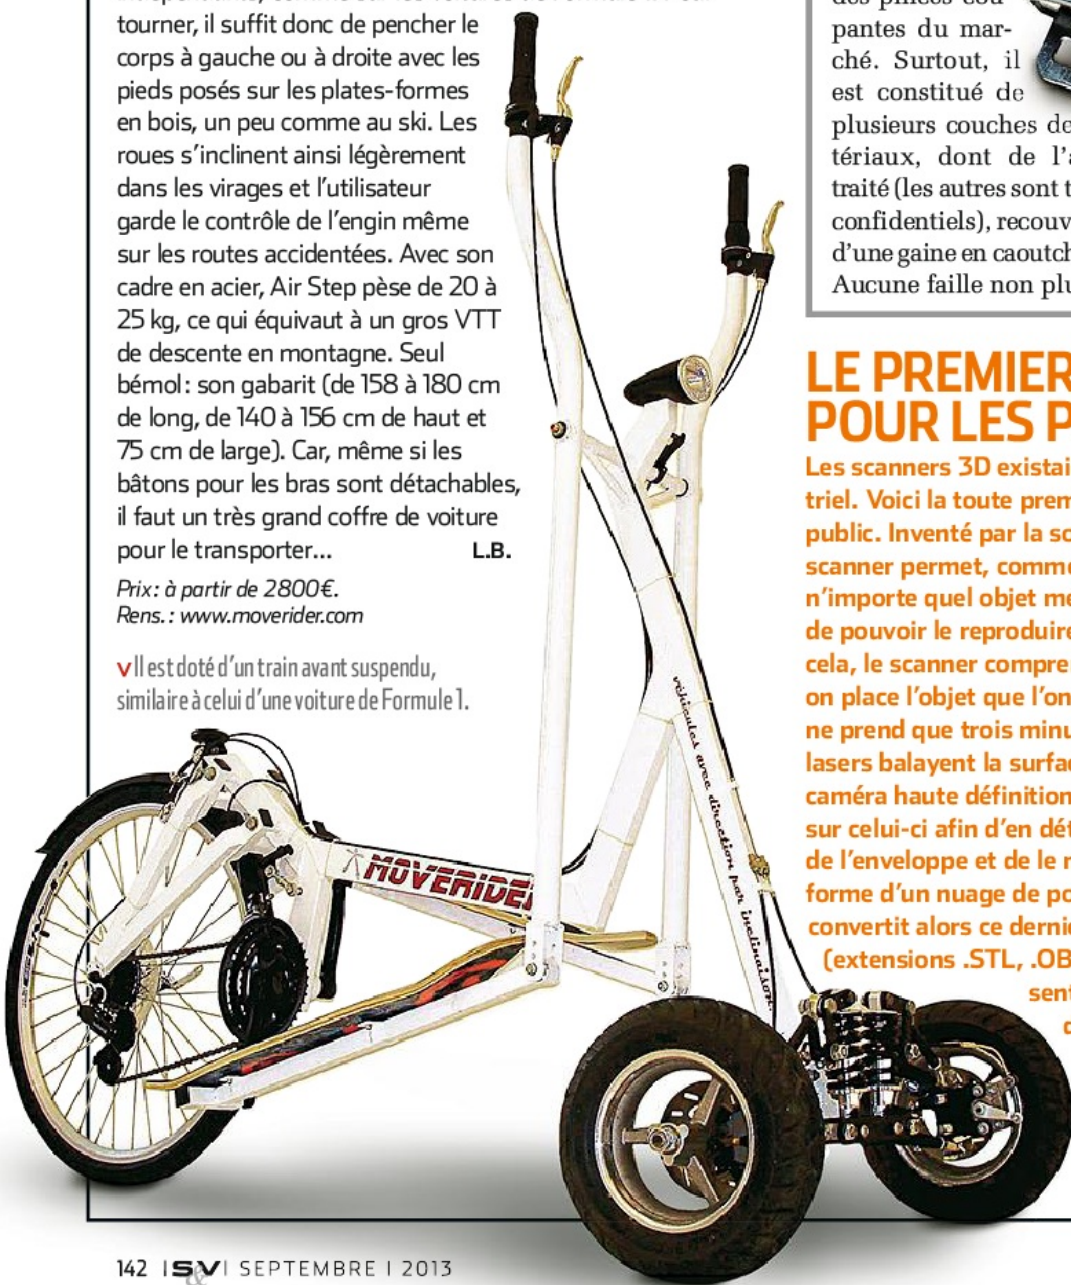 tourner, il suffit donc de pencher le
corps à gauche ou à droite avec les
pieds posés sur les plates-formes
en bois, un peu comme au ski. Les
roues s'inclinent ainsi légèrement
dans les virages et l'utilisateur
garde le contrôle de l'engin même
sur les routes accidentées. Avec son
cadre en acier, Air Step pèse de 20 à
25 kg, ce qui équivaut à un gros VTT
de descente en montagne. Seul
bémol : son gabarit (de 158 à 180 cm
de long, de 140 à 156 cm de haut et
75 cm de large). Car, même si les
bâtons pour les bras sont détachables,
il faut un très grand coffre de voiture
pour le transporter... L.B.
Prix : à partir de 2800 €.
Rens. : www.moverider.com
v Il est doté d'un train avant suspendu,
similaire à celui d'une voiture de Formule 1.
MOVERIDER
véhicules avec direction par inclinaison
pantes du mar-
ché. Surtout, il
est constitué de
plusieurs couches de
tériaux, dont de l'a
traité (les autres sont t
confidentiels), recouv
d'une gaine en caoutch
Aucune faille non plu
LE PREMIER
POUR LES P
Les scanners 3D existai
triel. Voici la toute prem
public. Inventé par la so
scanner permet, comme
n'importe quel objet me
de pouvoir le reproduire
cela, le scanner compre
on place l'objet que l'on
ne prend que trois minu
lasers balayent la surfa
caméra haute définition
sur celui-ci afin d'en dét
de l'enveloppe et de le r
forme d'un nuage de po
convertit alors ce dernie
(extensions .STL, .OB
sent
142 | S&V | SEPTEMBRE | 2013